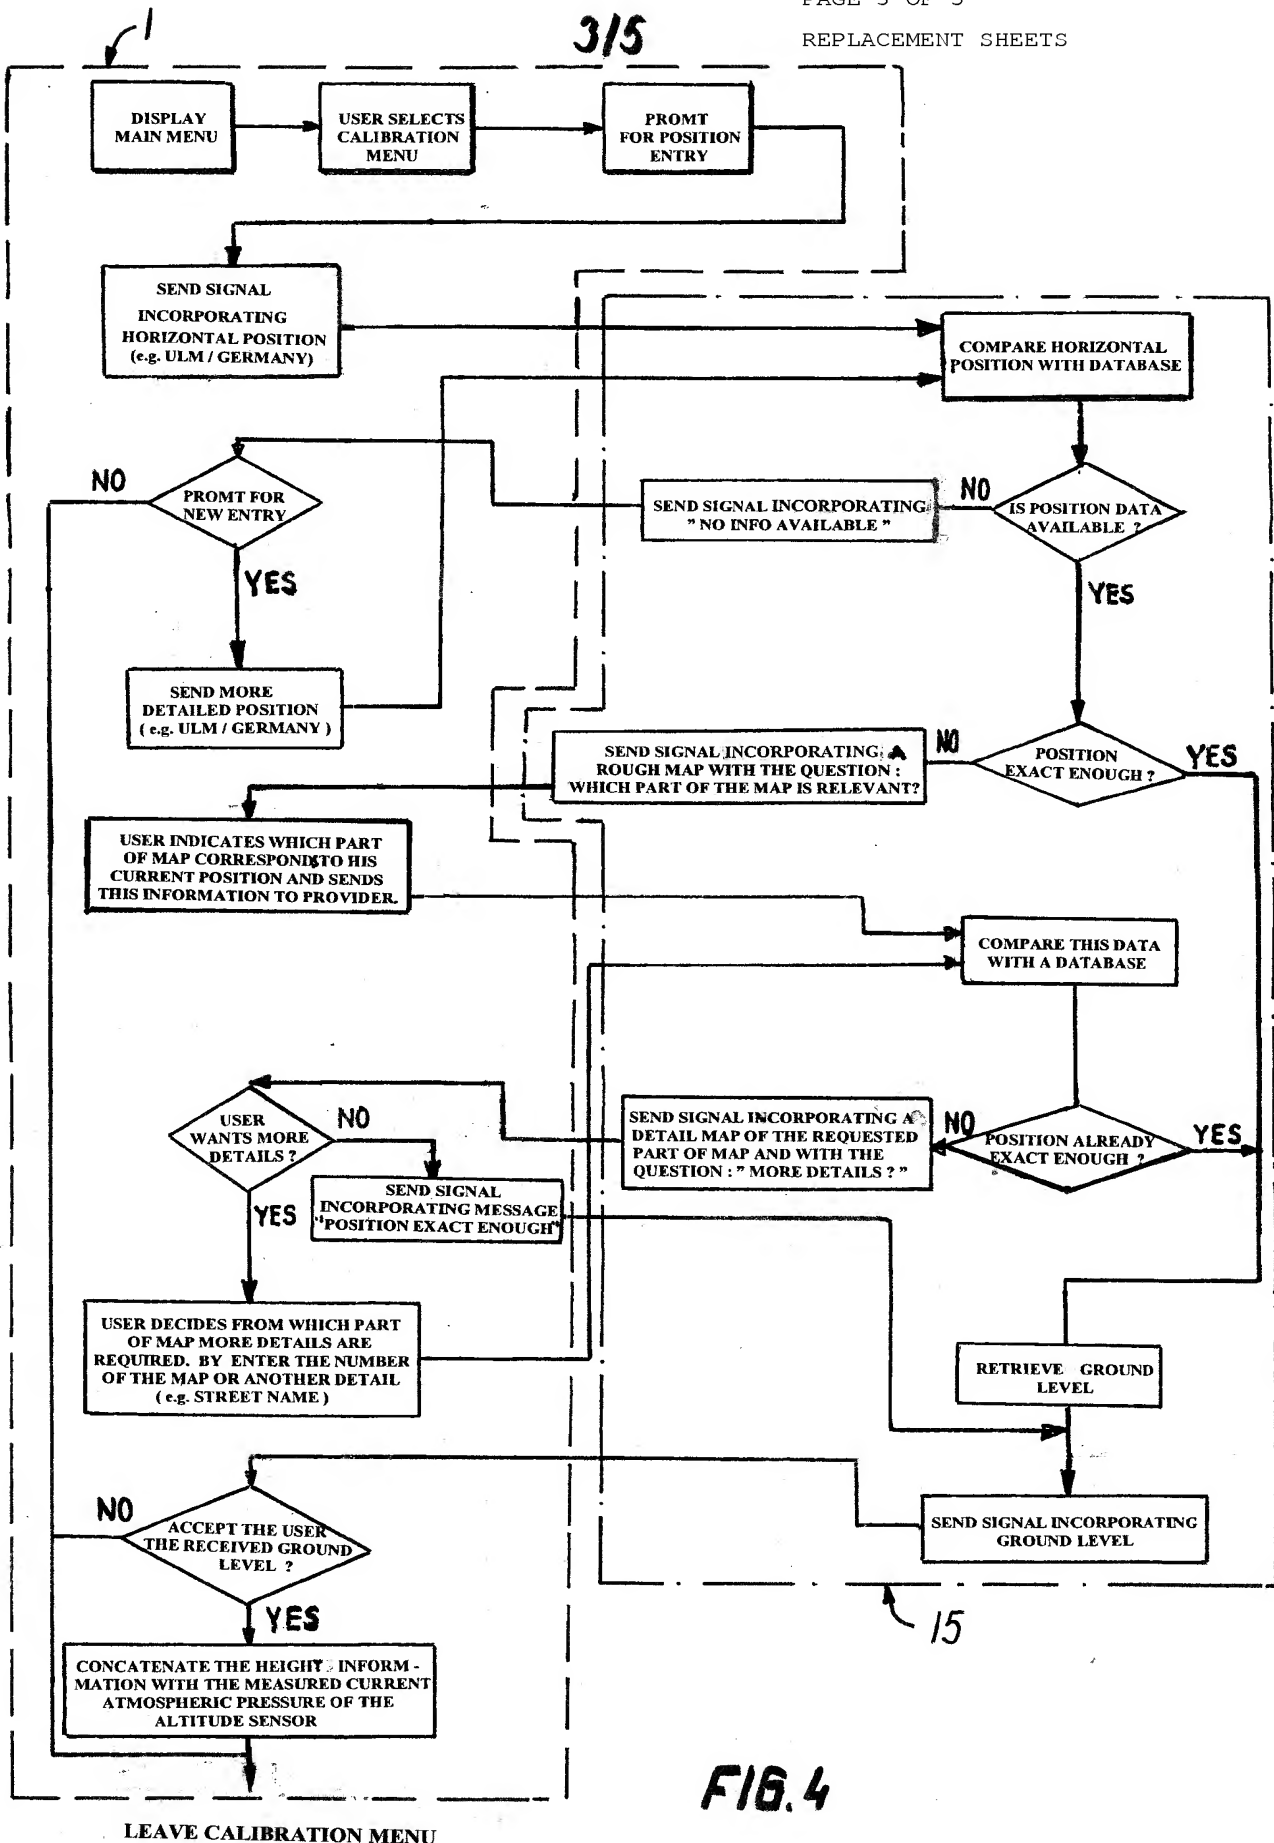 PAGE 3 OF 5
REPLACEMENT SHEETS
3/5
1
DISPLAY
MAIN MENU
USER SELECTS
CALIBRATION
MENU
PROMT
FOR POSITION
ENTRY
SEND SIGNAL
INCORPORATING
HORIZONTAL POSITION
(e.g. ULM / GERMANY)
COMPARE HORIZONTAL
POSITION WITH DATABASE
NO
PROMT FOR
NEW ENTRY
YES
SEND SIGNAL INCORPORATING
" NO INFO AVAILABLE "
NO
IS POSITION DATA
AVAILABLE ?
YES
SEND MORE
DETAILED POSITION
( e.g. ULM / GERMANY )
SEND SIGNAL INCORPORATING A
ROUGH MAP WITH THE QUESTION :
WHICH PART OF THE MAP IS RELEVANT?
NO
POSITION
EXACT ENOUGH ?
YES
USER INDICATES WHICH PART
OF MAP CORRESPONDS TO HIS
CURRENT POSITION AND SENDS
THIS INFORMATION TO PROVIDER.
COMPARE THIS DATA
WITH A DATABASE
USER
WANTS MORE
DETAILS ?
NO
YES
SEND SIGNAL
INCORPORATING MESSAGE
"POSITION EXACT ENOUGH"
SEND SIGNAL INCORPORATING A
DETAIL MAP OF THE REQUESTED
PART OF MAP AND WITH THE
QUESTION : " MORE DETAILS ? "
NO
POSITION ALREADY
EXACT ENOUGH ?
YES
USER DECIDES FROM WHICH PART
OF MAP MORE DETAILS ARE
REQUIRED. BY ENTER THE NUMBER
OF THE MAP OR ANOTHER DETAIL
( e.g. STREET NAME )
RETRIEVE GROUND
LEVEL
SEND SIGNAL INCORPORATING
GROUND LEVEL
NO
ACCEPT THE USER
THE RECEIVED GROUND
LEVEL ?
YES
15
CONCATENATE THE HEIGHT INFORM -
MATION WITH THE MEASURED CURRENT
ATMOSPHERIC PRESSURE OF THE
ALTITUDE SENSOR
FIG.4
LEAVE CALIBRATION MENU